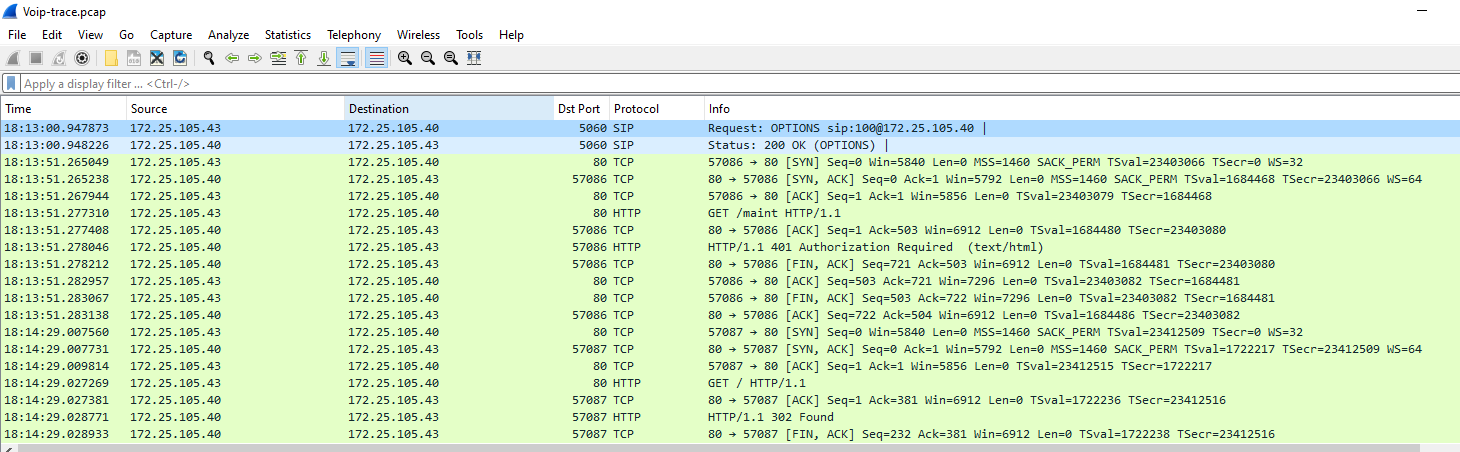 Voip-trace.pcap
File Edit View Go Capture Analyze Statistics Telephony Wireless Tools Help
Apply a display filter ... <Ctrl-/>
Time Source Destination Dst Port Protocol Info
18:13:00.947873 172.25.105.43 172.25.105.40 5060 SIP Request: OPTIONS sip:100@172.25.105.40 |
18:13:00.948226 172.25.105.40 172.25.105.43 5060 SIP Status: 200 OK (OPTIONS) |
18:13:51.265049 172.25.105.43 172.25.105.40 80 TCP 57086 → 80 [SYN] Seq=0 Win=5840 Len=0 MSS=1460 SACK_PERM TSval=23403066 TSecr=0 WS=32
18:13:51.265238 172.25.105.40 172.25.105.43 57086 TCP 80 → 57086 [SYN, ACK] Seq=0 Ack=1 Win=5792 Len=0 MSS=1460 SACK_PERM TSval=1684468 TSecr=23403066 WS=64
18:13:51.267944 172.25.105.43 172.25.105.40 80 TCP 57086 → 80 [ACK] Seq=1 Ack=1 Win=5856 Len=0 TSval=23403079 TSecr=1684468
18:13:51.277310 172.25.105.43 172.25.105.40 80 HTTP GET /maint HTTP/1.1
18:13:51.277408 172.25.105.40 172.25.105.43 57086 TCP 80 → 57086 [ACK] Seq=1 Ack=503 Win=6912 Len=0 TSval=1684480 TSecr=23403080
18:13:51.278046 172.25.105.40 172.25.105.43 57086 HTTP HTTP/1.1 401 Authorization Required (text/html)
18:13:51.278212 172.25.105.40 172.25.105.43 57086 TCP 80 → 57086 [FIN, ACK] Seq=721 Ack=503 Win=6912 Len=0 TSval=1684481 TSecr=23403080
18:13:51.282957 172.25.105.43 172.25.105.40 80 TCP 57086 → 80 [ACK] Seq=503 Ack=721 Win=7296 Len=0 TSval=23403082 TSecr=1684481
18:13:51.283067 172.25.105.43 172.25.105.40 80 TCP 57086 → 80 [FIN, ACK] Seq=503 Ack=722 Win=7296 Len=0 TSval=23403082 TSecr=1684481
18:13:51.283138 172.25.105.40 172.25.105.43 57086 TCP 80 → 57086 [ACK] Seq=722 Ack=504 Win=6912 Len=0 TSval=1684486 TSecr=23403082
18:14:29.007560 172.25.105.43 172.25.105.40 80 TCP 57087 → 80 [SYN] Seq=0 Win=5840 Len=0 MSS=1460 SACK_PERM TSval=23412509 TSecr=0 WS=32
18:14:29.007731 172.25.105.40 172.25.105.43 57087 TCP 80 → 57087 [SYN, ACK] Seq=0 Ack=1 Win=5792 Len=0 MSS=1460 SACK_PERM TSval=1722217 TSecr=23412509 WS=64
18:14:29.009814 172.25.105.43 172.25.105.40 80 TCP 57087 → 80 [ACK] Seq=1 Ack=1 Win=5856 Len=0 TSval=23412515 TSecr=1722217
18:14:29.027269 172.25.105.43 172.25.105.40 80 HTTP GET / HTTP/1.1
18:14:29.027381 172.25.105.40 172.25.105.43 57087 TCP 80 → 57087 [ACK] Seq=1 Ack=381 Win=6912 Len=0 TSval=1722236 TSecr=23412516
18:14:29.028771 172.25.105.40 172.25.105.43 57087 HTTP HTTP/1.1 302 Found
18:14:29.028933 172.25.105.40 172.25.105.43 57087 TCP 80 → 57087 [FIN, ACK] Seq=232 Ack=381 Win=6912 Len=0 TSval=1722238 TSecr=23412516